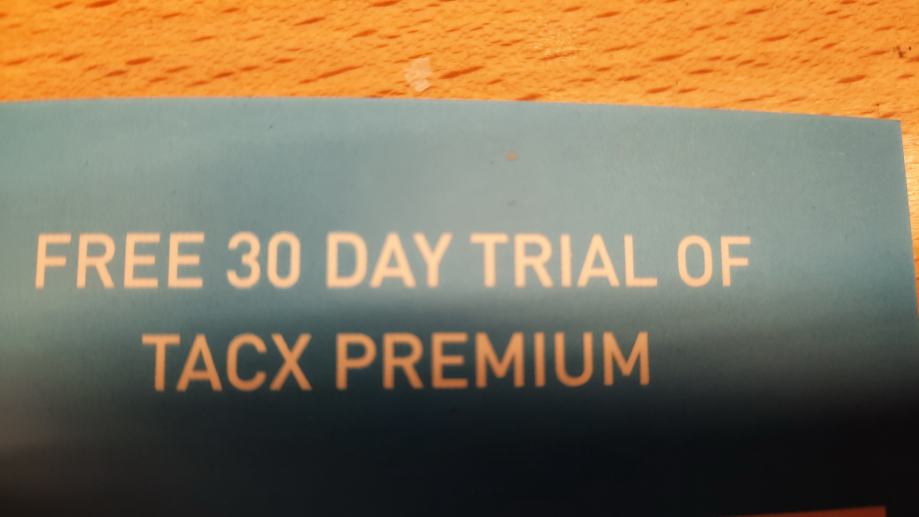 FREE 30 DAY TRIAL OF
TACX PREMIUM